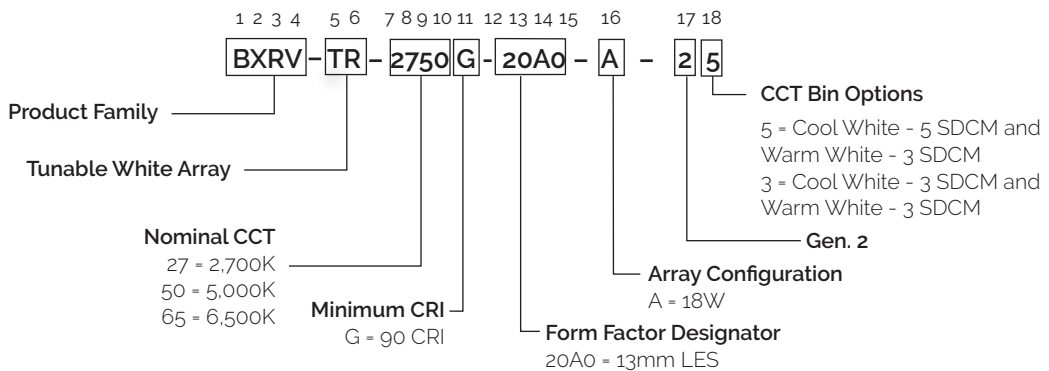 1 2 3 4 5 6 7 8 9 10 11 12 13 14 15 16 17 18
BXRV – TR – 2750 G - 20A0 – A – 2 5
Product Family
Tunable White Array
Nominal CCT
27 = 2,700K
50 = 5,000K
65 = 6,500K
Minimum CRI
G = 90 CRI
Form Factor Designator
20A0 = 13mm LES
Array Configuration
A = 18W
Gen. 2
CCT Bin Options
5 = Cool White - 5 SDCM and
Warm White - 3 SDCM
3 = Cool White - 3 SDCM and
Warm White - 3 SDCM